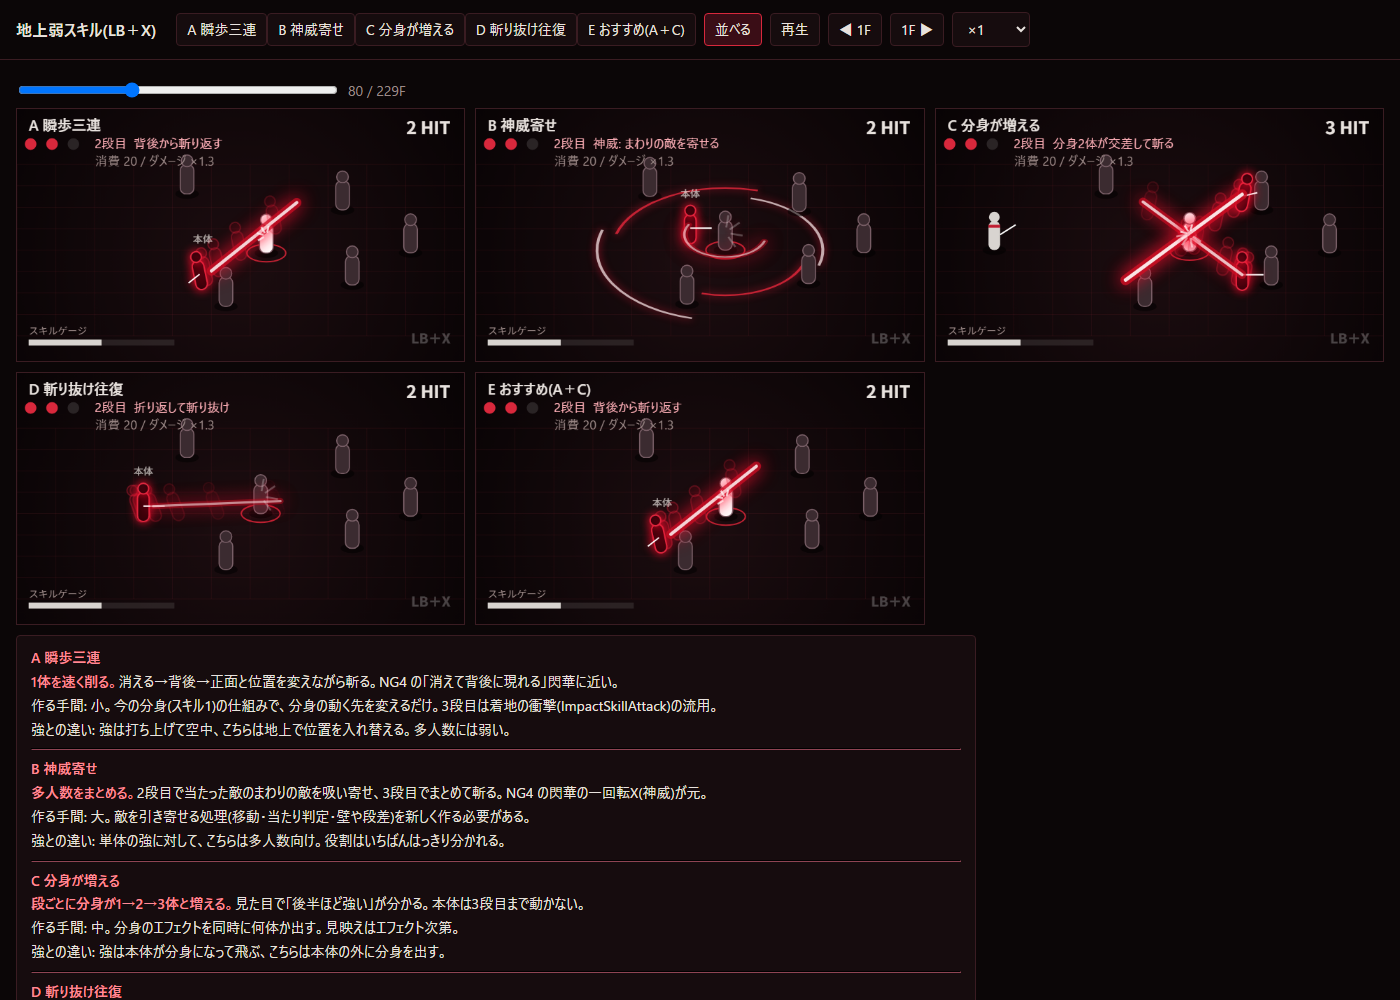 地上弱スキル(LB＋X)
A 瞬歩三連
B 神威寄せ
C 分身が増える
D 斬り抜け往復
E おすすめ(A＋C)
並べる
再生
◀ 1F
1F ▶
×1
80 / 229F
A 瞬歩三連
2 HIT
2段目 背後から斬り返す
消費 20 / ダメージ ×1.3
本体
スキルゲージ
LB+X
B 神威寄せ
2 HIT
2段目 神威: まわりの敵を寄せる
消費 20 / ダメージ ×1.3
本体
スキルゲージ
LB+X
C 分身が増える
3 HIT
2段目 分身2体が交差して斬る
消費 20 / ダメージ ×1.3
スキルゲージ
LB+X
D 斬り抜け往復
2 HIT
2段目 折り返して斬り抜け
消費 20 / ダメージ ×1.3
本体
スキルゲージ
LB+X
E おすすめ(A＋C)
2 HIT
2段目 背後から斬り返す
消費 20 / ダメージ ×1.3
本体
スキルゲージ
LB+X
A 瞬歩三連
1体を速く削る。消える→背後→正面と位置を変えながら斬る。NG4 の「消えて背後に現れる」閃華に近い。
作る手間: 小。今の分身(スキル1)の仕組みで、分身の動く先を変えるだけ。3段目は着地の衝撃(ImpactSkillAttack)の流用。
強との違い: 強は打ち上げて空中、こちらは地上で位置を入れ替える。多人数には弱い。
B 神威寄せ
多人数をまとめる。2段目で当たった敵のまわりの敵を吸い寄せ、3段目でまとめて斬る。NG4 の閃華の一回転X(神威)が元。
作る手間: 大。敵を引き寄せる処理(移動・当たり判定・壁や段差)を新しく作る必要がある。
強との違い: 単体の強に対して、こちらは多人数向け。役割はいちばんはっきり分かれる。
C 分身が増える
段ごとに分身が1→2→3体と増える。見た目で「後半ほど強い」が分かる。本体は3段目まで動かない。
作る手間: 中。分身のエフェクトを同時に何体か出す。見映えはエフェクト次第。
強との違い: 強は本体が分身になって飛ぶ、こちらは本体の外に分身を出す。
D 斬り抜け往復